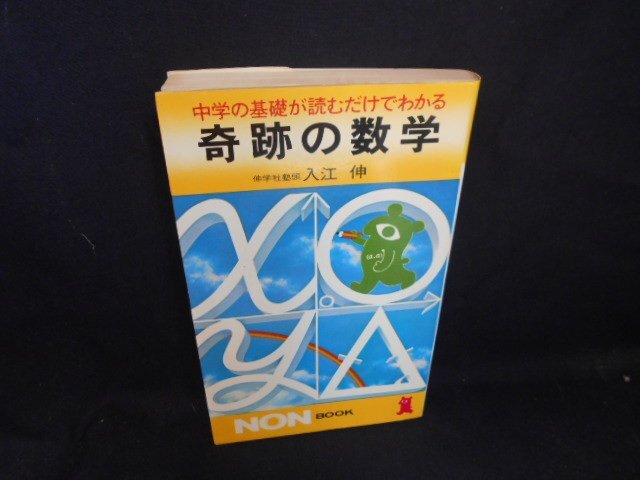 中学の基礎が読むだけでわかる
奇跡の数学
伸学社塾頭 入江 伸
x
y
NON BOOK